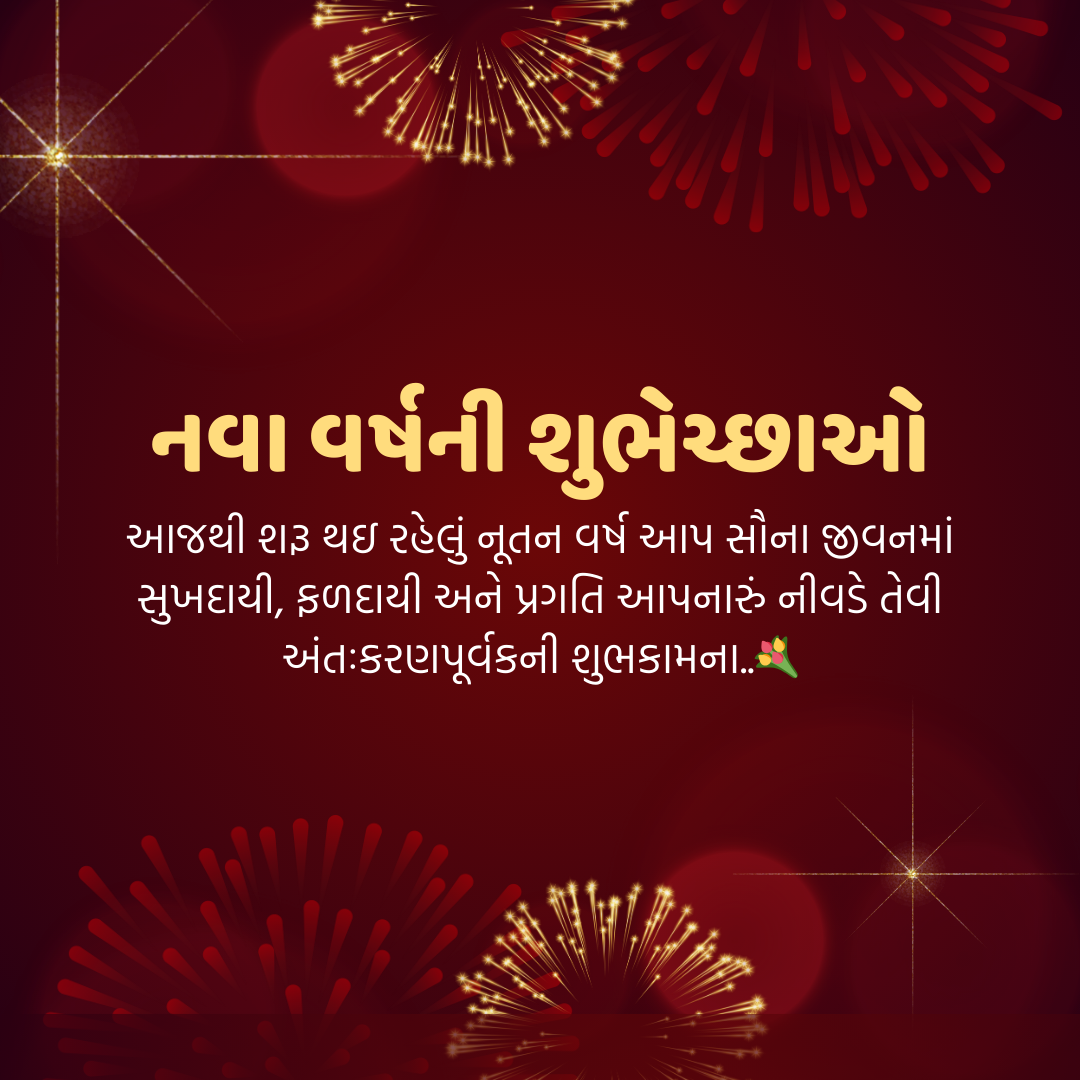 નવા વર્ષની શુભેચ્છાઓ
આજથી શરૂ થઇ રહેલું નૂતન વર્ષ આપ સૌના જીવનમાં
સુખદાયી, ફળદાયી અને પ્રગતિ આપનારું નીવડે તેવી
અંતઃકરણપૂર્વકની શુભકામના..💐